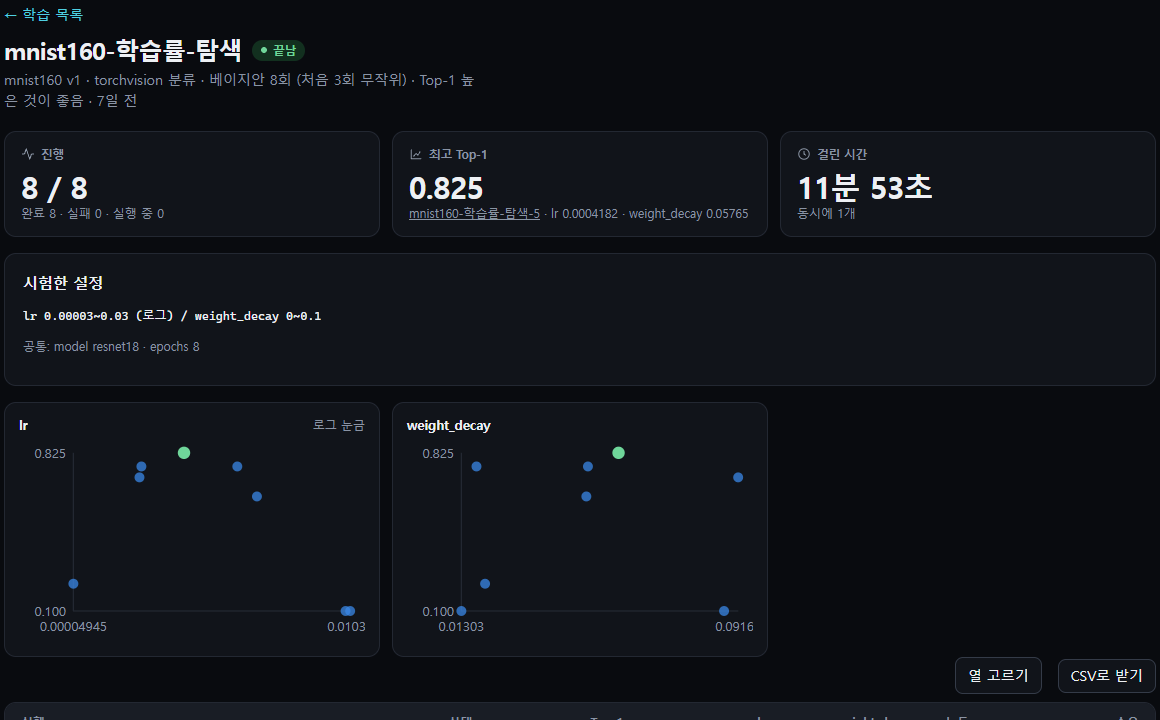 ← 학습 목록
mnist160-학습률-탐색 끝남
mnist160 v1 · torchvision 분류 · 베이지안 8회 (처음 3회 무작위) · Top-1 높
은 것이 좋음 · 7일 전
진행
8 / 8
완료 8 · 실패 0 · 실행 중 0
최고 Top-1
0.825
mnist160-학습률-탐색-5 · lr 0.0004182 · weight_decay 0.05765
걸린 시간
11분 53초
동시에 1개
시험한 설정
lr 0.00003~0.03 (로그) / weight_decay 0~0.1
공통: model resnet18 · epochs 8
lr 로그 눈금
0.825
0.100
0.00004945 0.0103
weight_decay
0.825
0.100
0.01303 0.0916
열 고르기 CSV로 받기